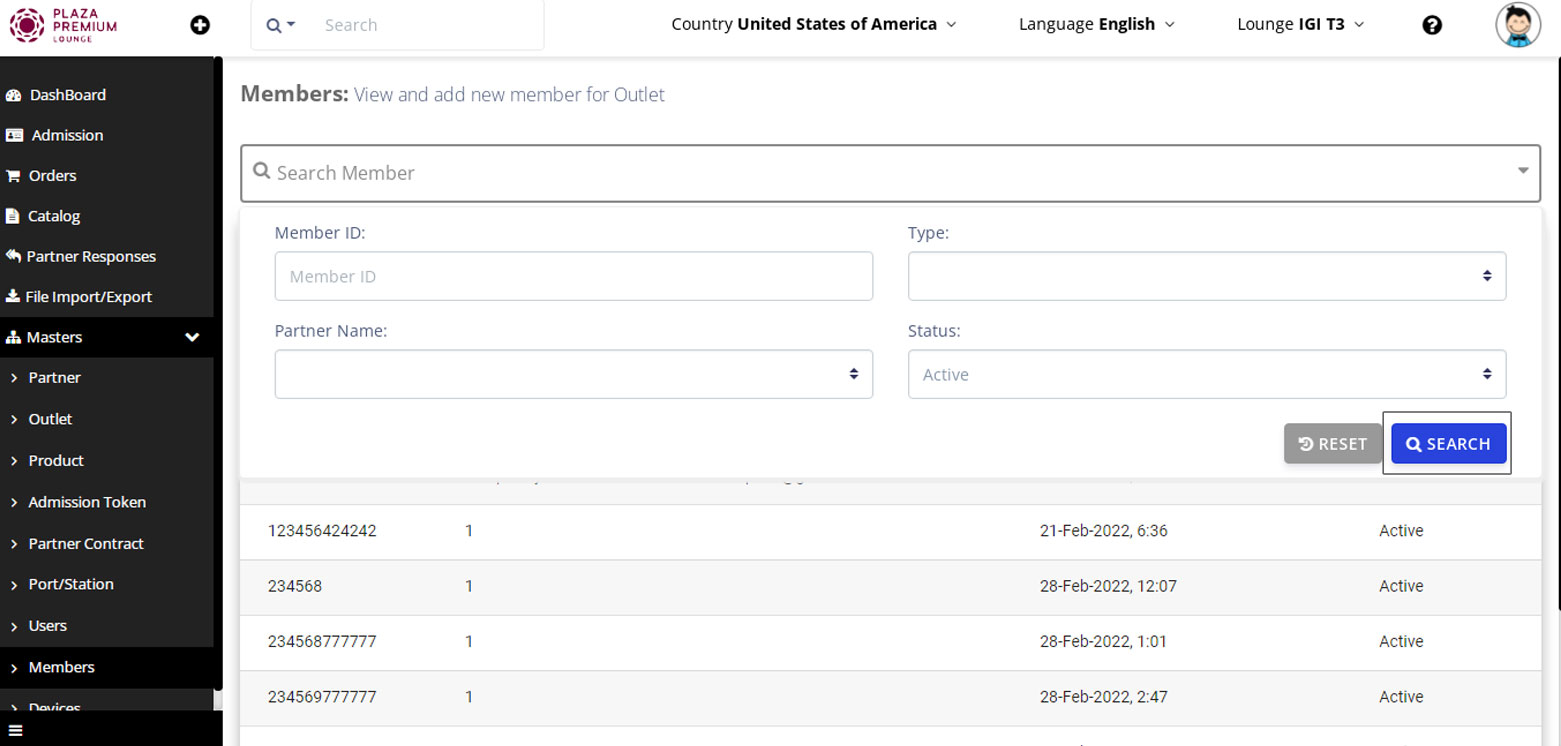 PLAZA
PREMIUM
LOUNGE
Search
Country United States of America
Language English
Lounge IGI T3
DashBoard
Admission
Orders
Catalog
Partner Responses
File Import/Export
Masters
Partner
Outlet
Product
Admission Token
Partner Contract
Port/Station
Users
Members
Devices
Members: View and add new member for Outlet
Search Member
Member ID:
Type:
Member ID
Partner Name:
Status:
Active
RESET
SEARCH
123456424242 1 21-Feb-2022, 6:36 Active
234568 1 28-Feb-2022, 12:07 Active
234568777777 1 28-Feb-2022, 1:01 Active
234569777777 1 28-Feb-2022, 2:47 Active